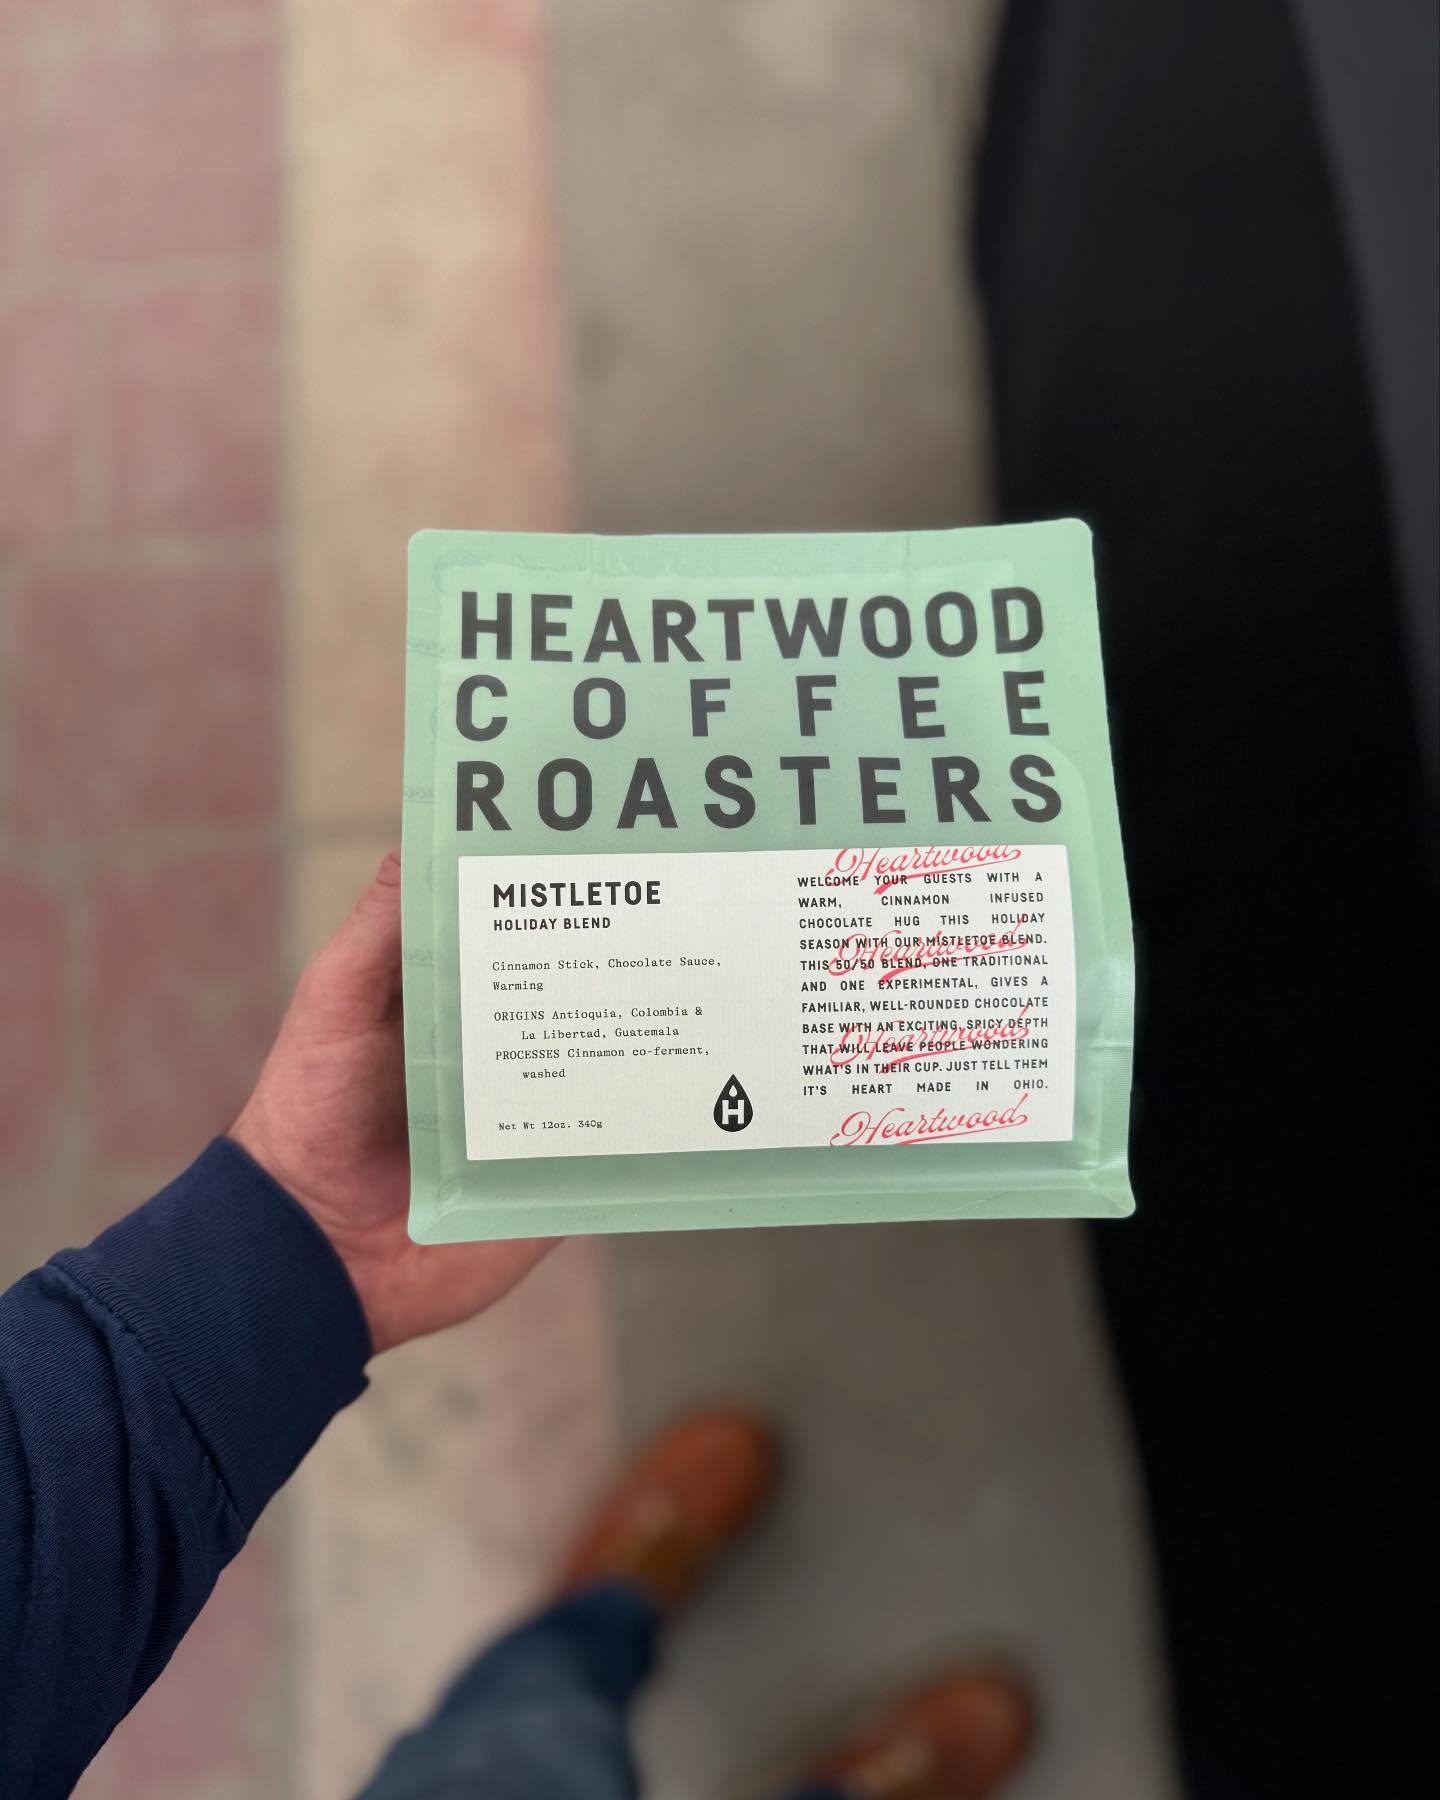 HEARTWOOD
COFFEE
ROASTERS
MISTLETOE
HOLIDAY BLEND
Cinnamon Stick, Chocolate Sauce,
Warming
ORIGINS Antioquia, Colombia &
La Libertad, Guatemala
PROCESSES Cinnamon co-ferment,
washed
Net Wt 12oz. 340g
H
Heartwood
WELCOME YOUR GUESTS WITH A
WARM, CINNAMON INFUSED
CHOCOLATE HUG THIS HOLIDAY
Heartwood
SEASON WITH OUR MISTLETOE BLEND.
THIS 50/50 BLEND, ONE TRADITIONAL
AND ONE EXPERIMENTAL, GIVES A
FAMILIAR, WELL-ROUNDED CHOCOLATE
BASE WITH AN EXCITING, SPICY DEPTH
Heartwood
THAT WILL LEAVE PEOPLE WONDERING
WHAT'S IN THEIR CUP. JUST TELL THEM
IT'S HEART MADE IN OHIO.
Heartwood